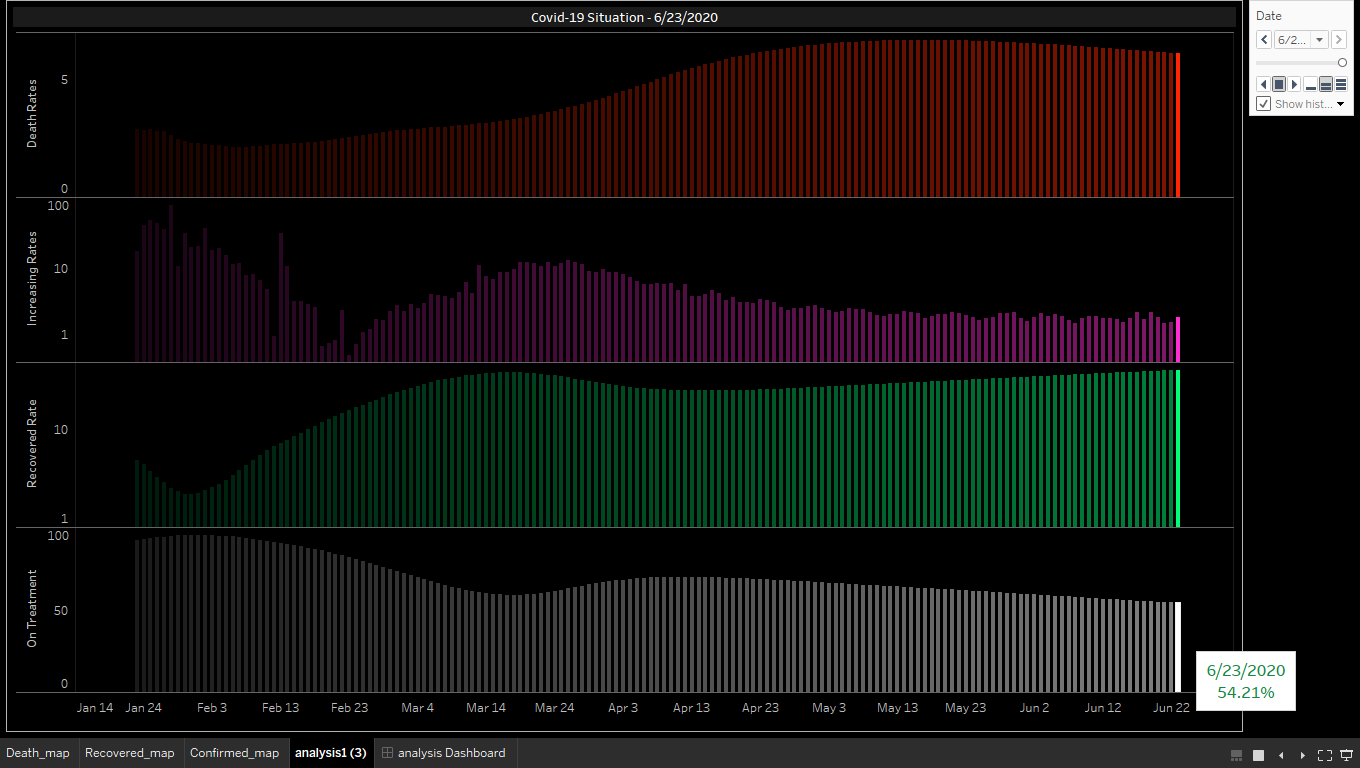 Covid-19 Situation - 6/23/2020
Date
6/2...
Show hist...
Death Rates
5
0
Increasing Rates
100
10
1
Recovered Rate
10
1
On Treatment
100
50
0
Jan 14 Jan 24 Feb 3 Feb 13 Feb 23 Mar 4 Mar 14 Mar 24 Apr 3 Apr 13 Apr 23 May 3 May 13 May 23 Jun 2 Jun 12 Jun 22
6/23/2020
54.21%
Death_map Recovered_map Confirmed_map analysis1 (3) analysis Dashboard